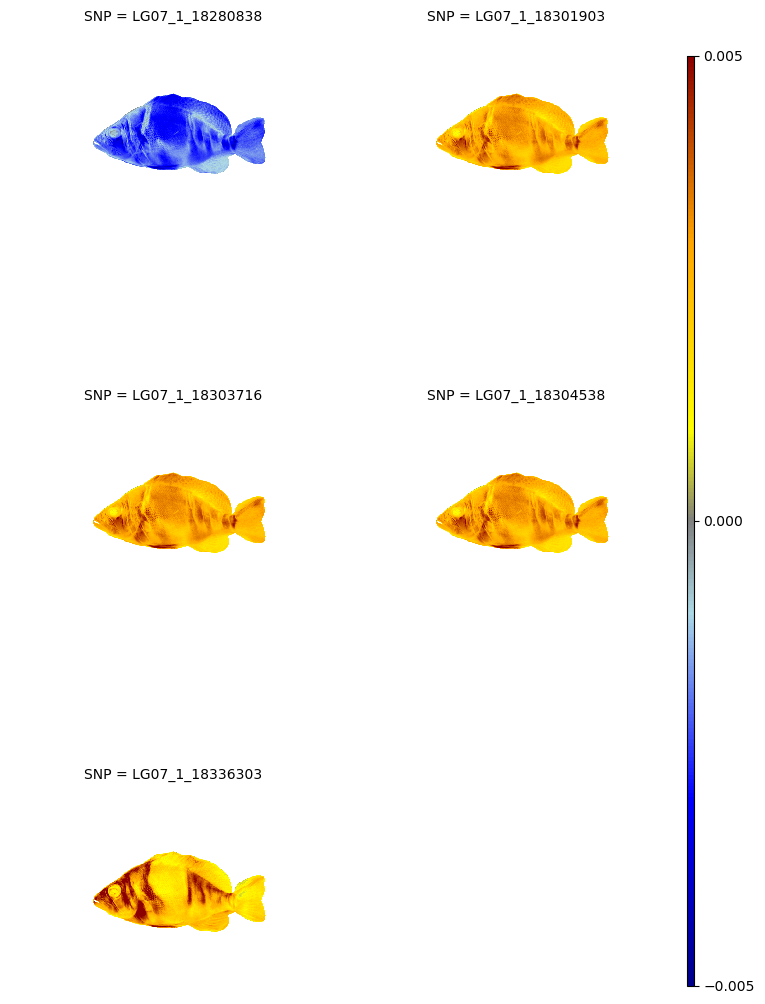 SNP = LG07_1_18280838
SNP = LG07_1_18301903
0.005
SNP = LG07_1_18303716
SNP = LG07_1_18304538
0.000
SNP = LG07_1_18336303
−0.005